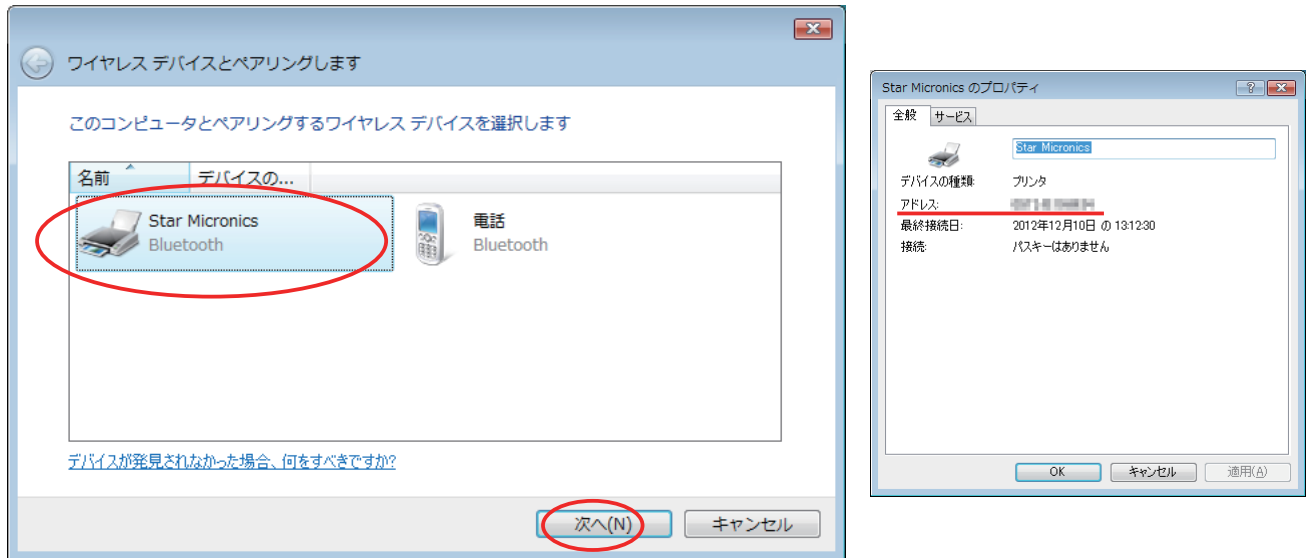 ワイヤレス デバイスとペアリングします
このコンピュータとペアリングするワイヤレス デバイスを選択します
名前 デバイスの...
Star Micronics
Bluetooth
電話
Bluetooth
デバイスが発見されなかった場合、何をすべきですか?
次へ(N) キャンセル
Star Micronics のプロパティ
全般 サービス
Star Micronics
デバイスの種類: プリンタ
アドレス:
最終接続日: 2012年12月10日 の 13:12:30
接続: パスキーはありません
OK キャンセル 適用(A)